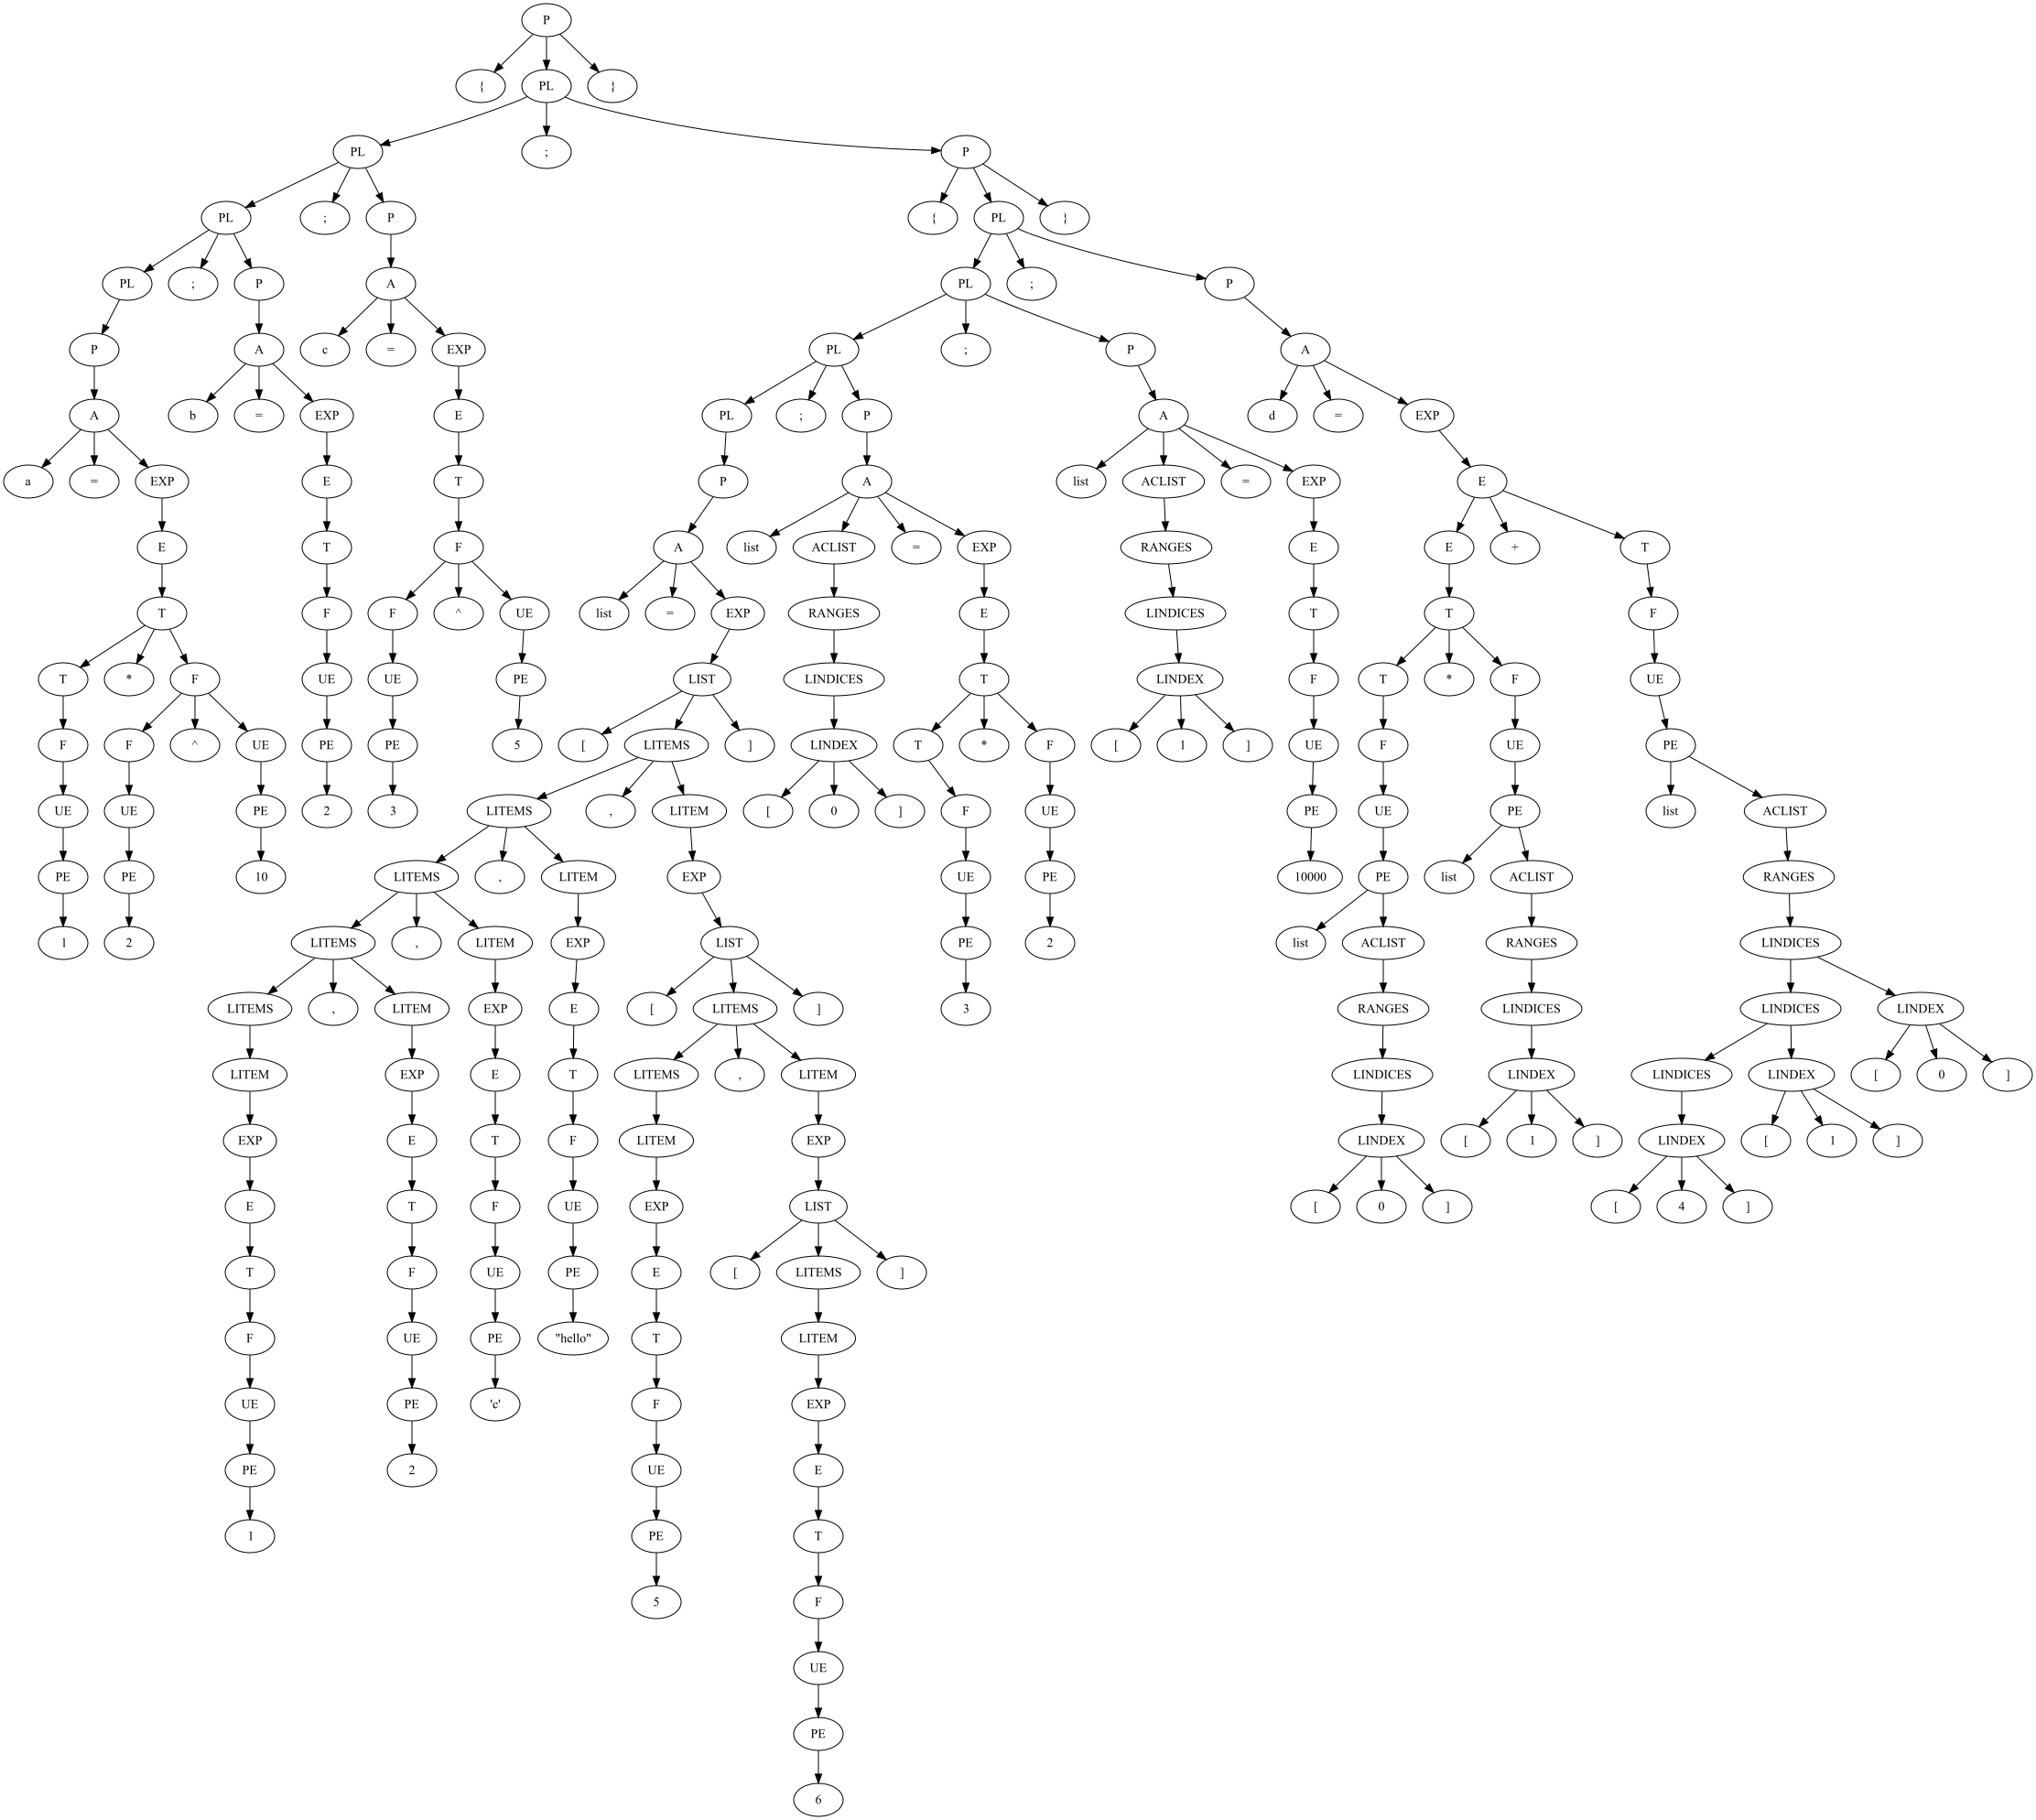 P
{ PL }
PL ; P
PL ; P { PL }
PL ; P A PL ; P
P A c = EXP PL ; P A
A b = EXP E PL ; P A d = EXP
a = EXP E T P A list ACLIST = EXP E
E T F A list ACLIST = EXP RANGES E E + T
T F F ^ UE list = EXP RANGES E LINDICES T T F
T * F UE UE PE LIST LINDICES T LINDEX F T * F UE
F F ^ UE PE PE 5 [ LITEMS ] LINDEX T * F [ 1 ] UE F UE PE
UE UE PE 2 3 LITEMS , LITEM [ 0 ] F UE PE UE PE list ACLIST
PE PE 10 LITEMS , LITEM EXP UE PE 10000 PE list ACLIST RANGES
1 2 LITEMS , LITEM EXP LIST PE 2 list ACLIST RANGES LINDICES
LITEMS , LITEM EXP E [ LITEMS ] 3 RANGES LINDICES LINDICES LINDEX
LITEM EXP E T LITEMS , LITEM LINDICES LINDEX LINDICES LINDEX [ 0 ]
EXP E T F LITEM EXP LINDEX [ 1 ] LINDEX [ 1 ]
E T F UE EXP LIST [ 0 ] [ 4 ]
T F UE PE E [ LITEMS ]
F UE PE "hello" T LITEM
UE PE 'c' F EXP
PE 2 UE E
1 PE T
5 F
UE
PE
6